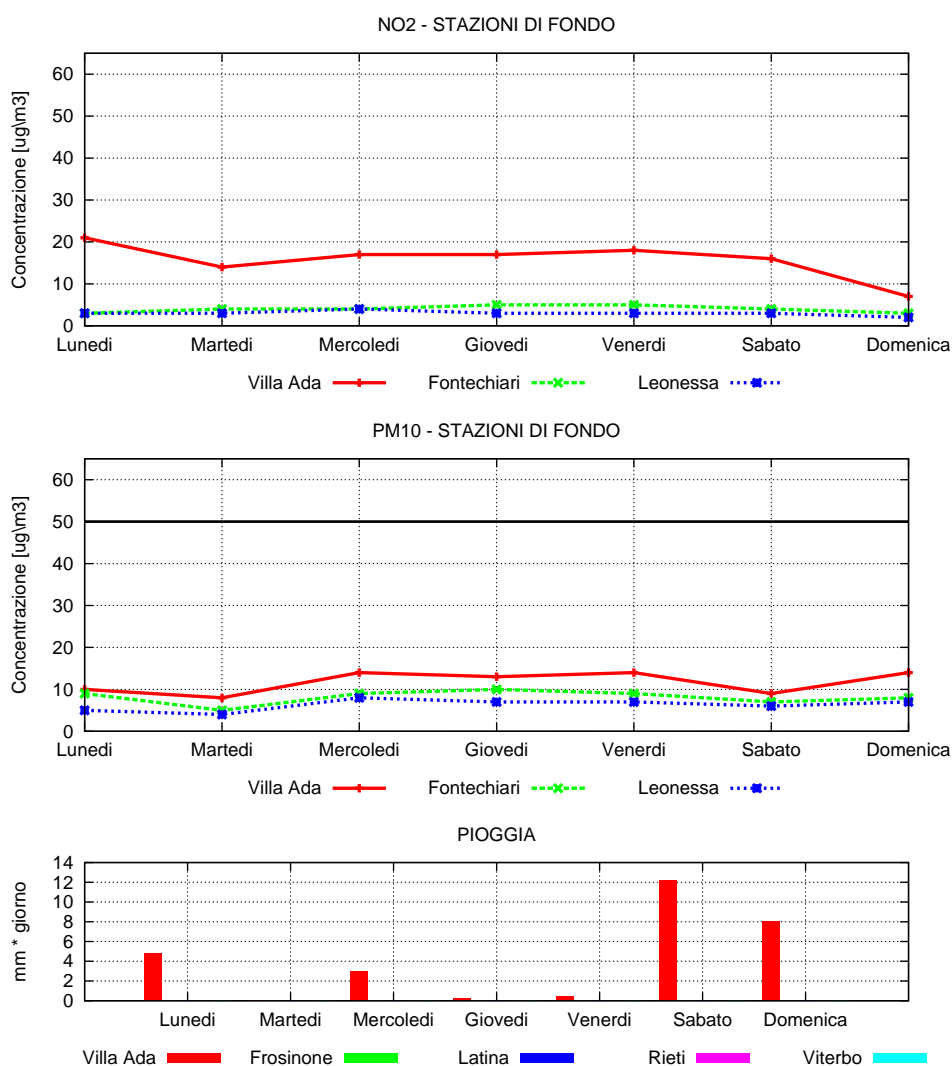 NO2 - STAZIONI DI FONDO
Concentrazione [ug\m3]
60
50
40
30
20
10
0
Lunedi Martedi Mercoledi Giovedi Venerdi Sabato Domenica
Villa Ada Fontechiari Leonessa
PM10 - STAZIONI DI FONDO
Concentrazione [ug\m3]
60
50
40
30
20
10
0
Lunedi Martedi Mercoledi Giovedi Venerdi Sabato Domenica
Villa Ada Fontechiari Leonessa
PIOGGIA
mm * giorno
14
12
10
8
6
4
2
0
Lunedi Martedi Mercoledi Giovedi Venerdi Sabato Domenica
Villa Ada Frosinone Latina Rieti Viterbo